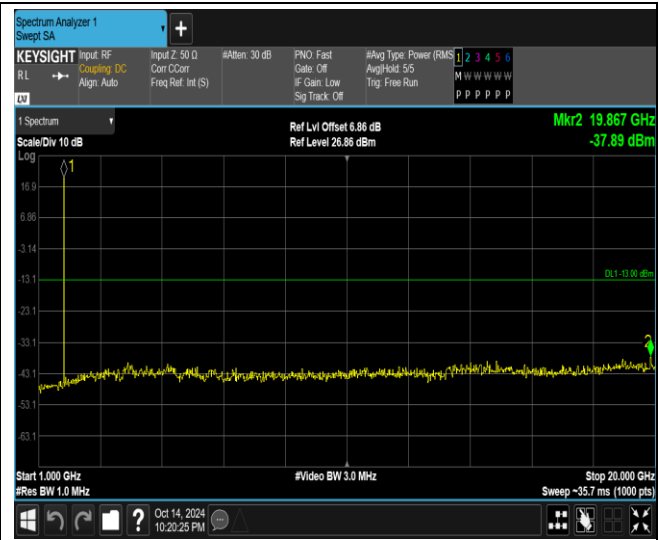 Spectrum Analyzer 1
Swept SA
+
KEYSIGHT Input: RF Input Z: 50 Ω #Atten: 30 dB PNO: Fast #Avg Type: Power (RMS 1 2 3 4 5 6
RL Coupling: DC Corr CCorr Gate: Off Avg|Hold: 5/5 M W W W W W
Align: Auto Freq Ref: Int (S) IF Gain: Low Trig: Free Run
LXI Sig Track: Off P P P P P P
1 Spectrum Ref Lvl Offset 6.86 dB Mkr2 19.867 GHz
Scale/Div 10 dB Ref Level 26.86 dBm -37.89 dBm
Log
1
16.9
6.86
-3.14
-13.1 DL1 -13.00 dBm
-23.1
-33.1 2
-43.1
-53.1
-63.1
Start 1.000 GHz #Video BW 3.0 MHz Stop 20.000 GHz
#Res BW 1.0 MHz Sweep ~35.7 ms (1000 pts)
? Oct 14, 2024
10:20:25 PM